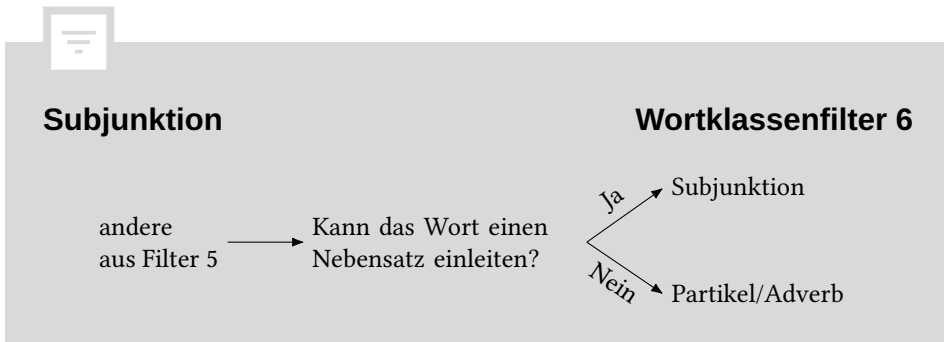 Subjunktion
Wortklassenfilter 6
andere
aus Filter 5
Kann das Wort einen
Nebensatz einleiten?
Ja
Subjunktion
Nein
Partikel/Adverb